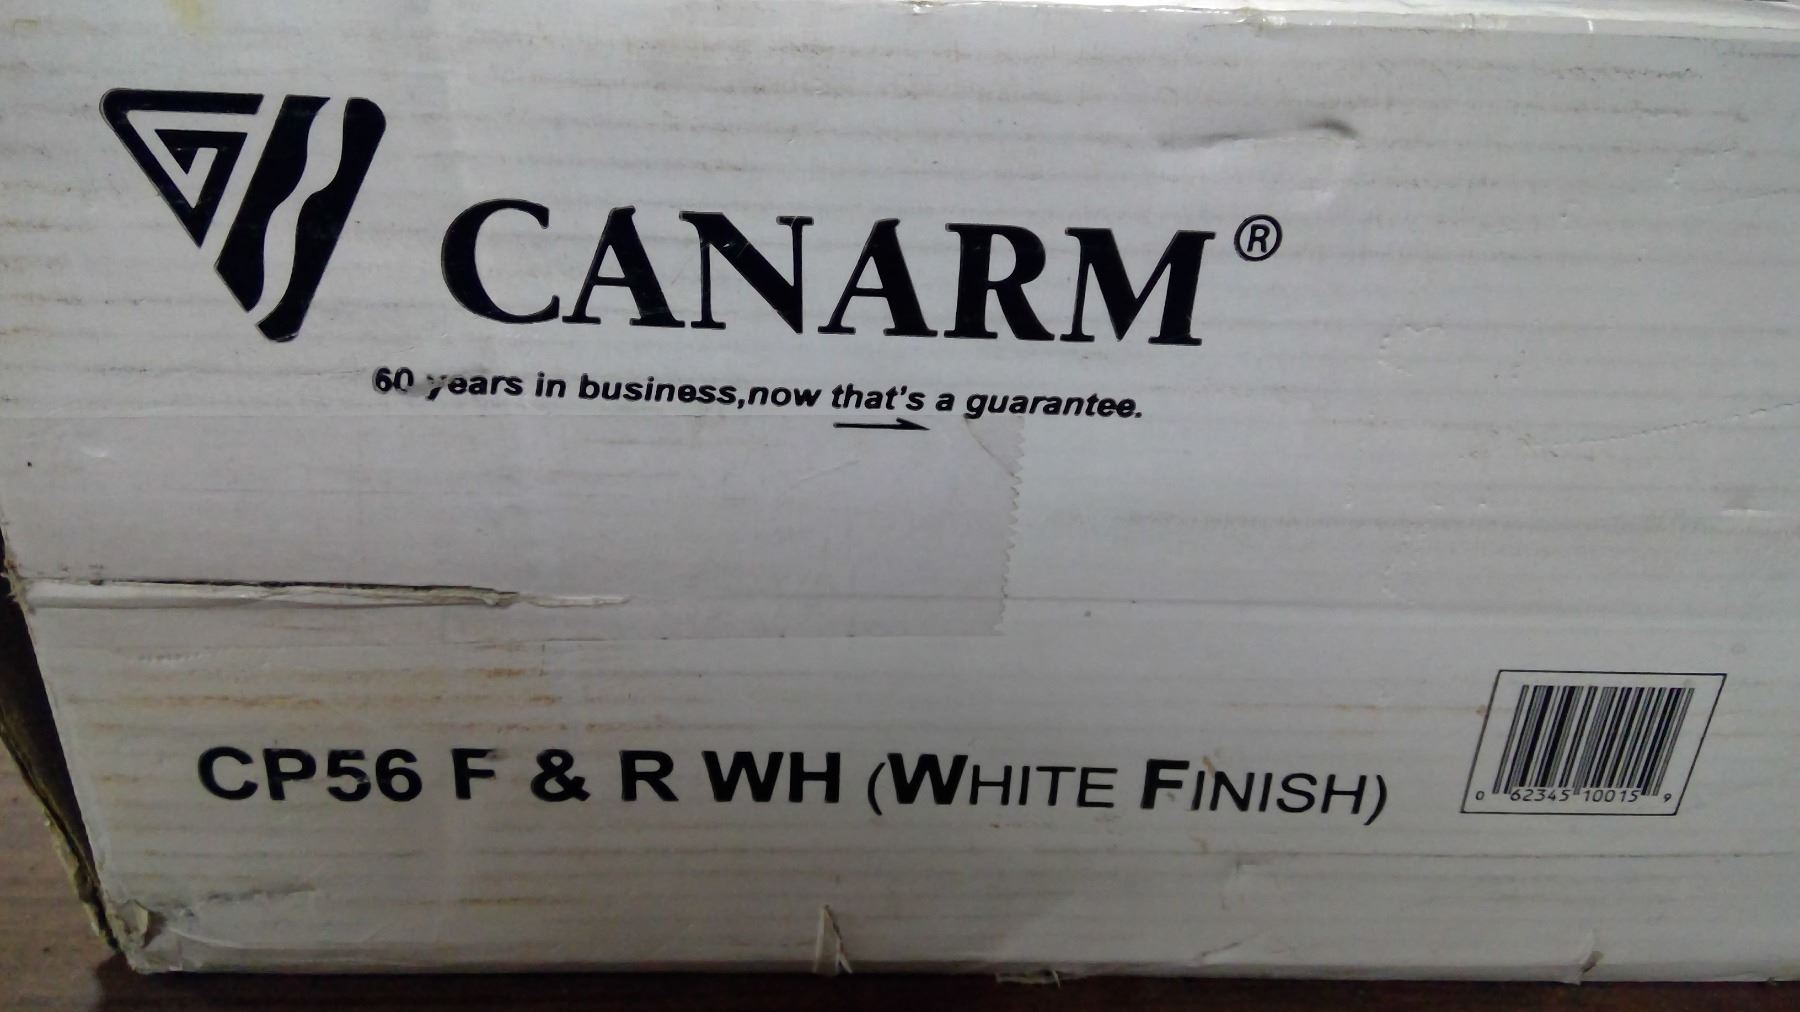 CANARM®
60 years in business,now that's a guarantee.
CP56 F & R WH (WHITE FINISH)
0 62345 10015 9